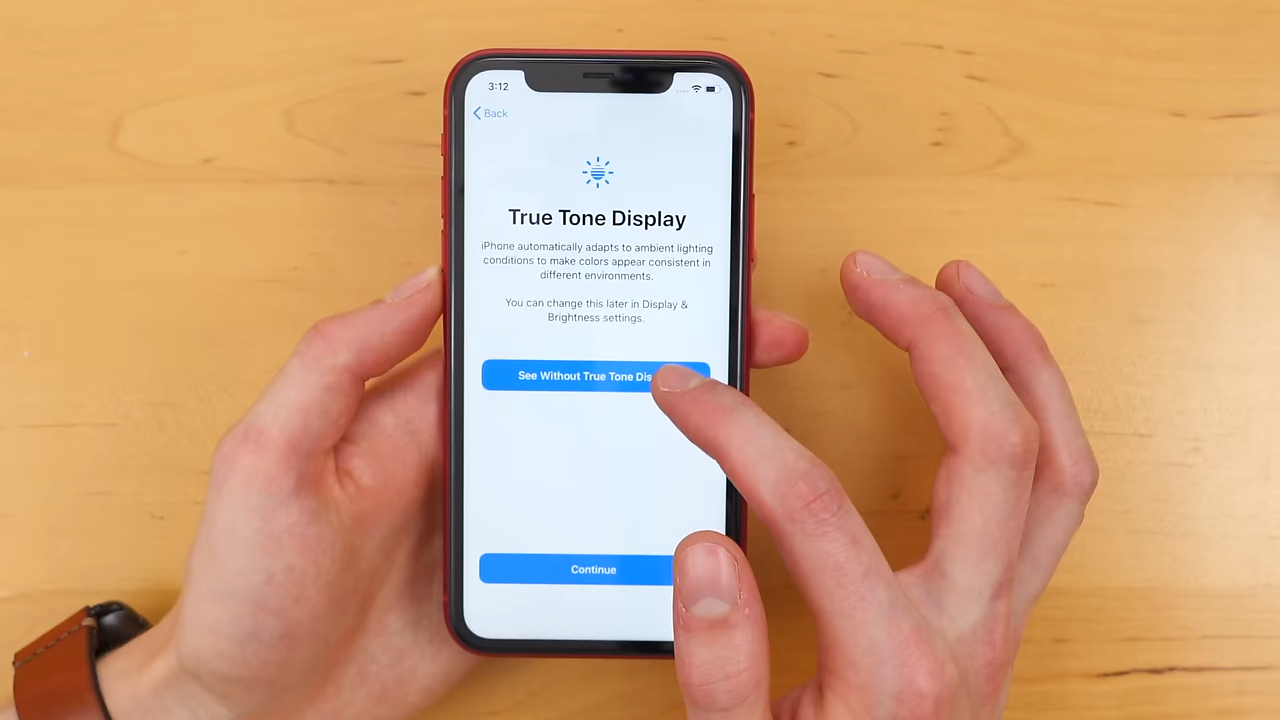 3:12
Back
True Tone Display
iPhone automatically adapts to ambient lighting
conditions to make colors appear consistent in
different environments.
You can change this later in Display &
Brightness settings.
See Without True Tone Dis
Continue